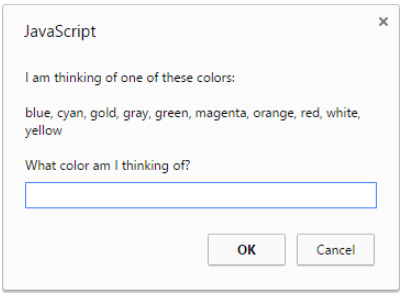 JavaScript
I am thinking of one of these colors:
blue, cyan, gold, gray, green, magenta, orange, red, white,
yellow
What color am I thinking of?
OK Cancel